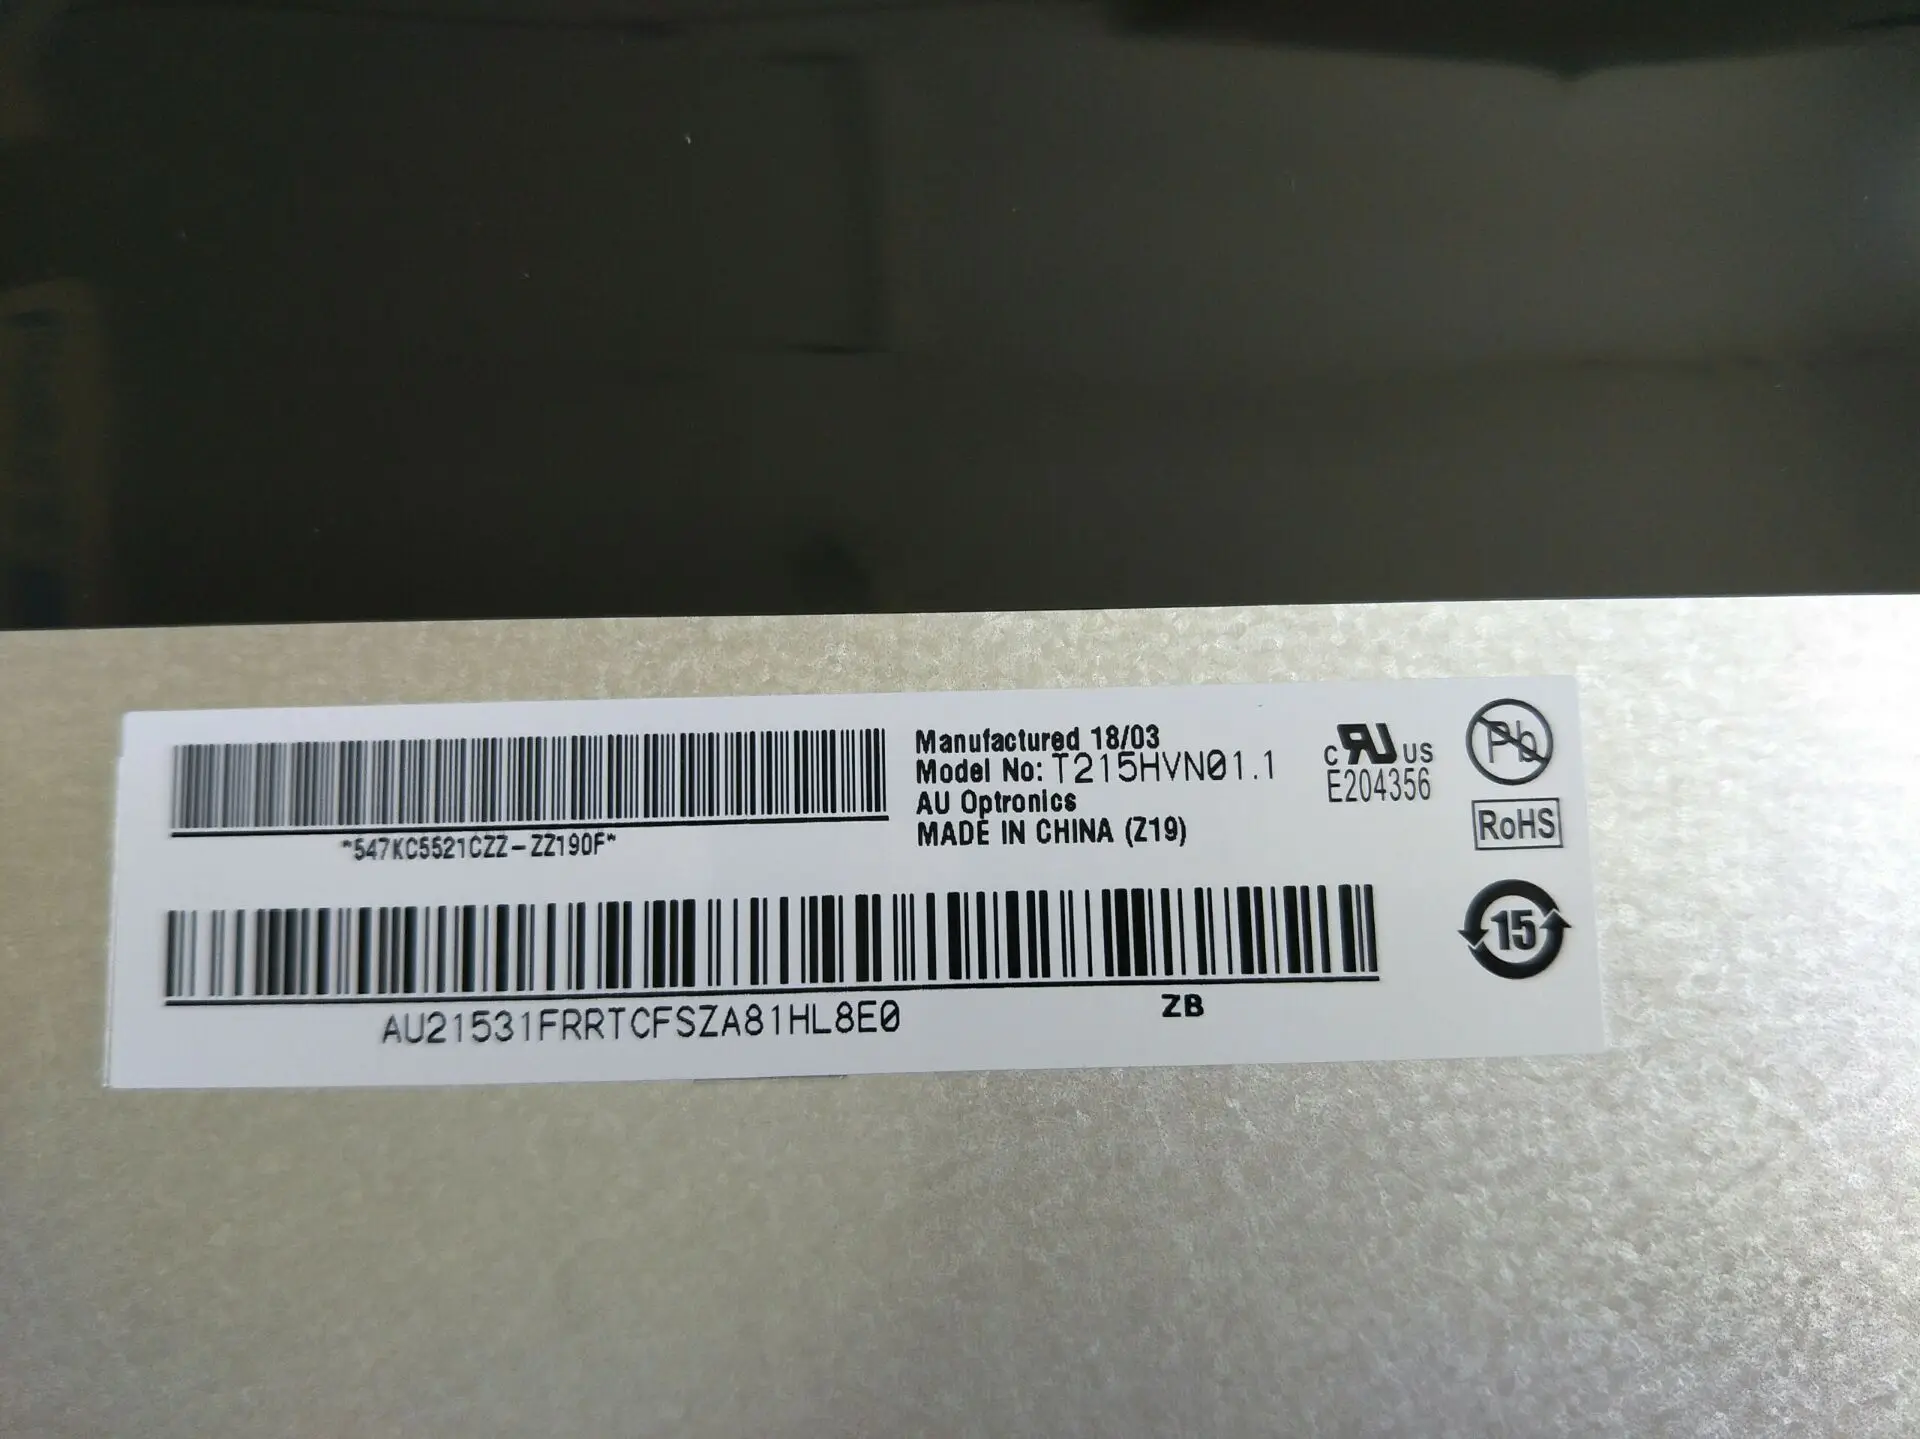 Manufactured 18/03
Model No: T215HVN01.1
AU Optronics
MADE IN CHINA (Z19)
*547KC5521CZZ-ZZ190F*
c RU US
E204356
Pb
RoHS
15
AU21531FRRTCFSZA81HL8E0
ZB